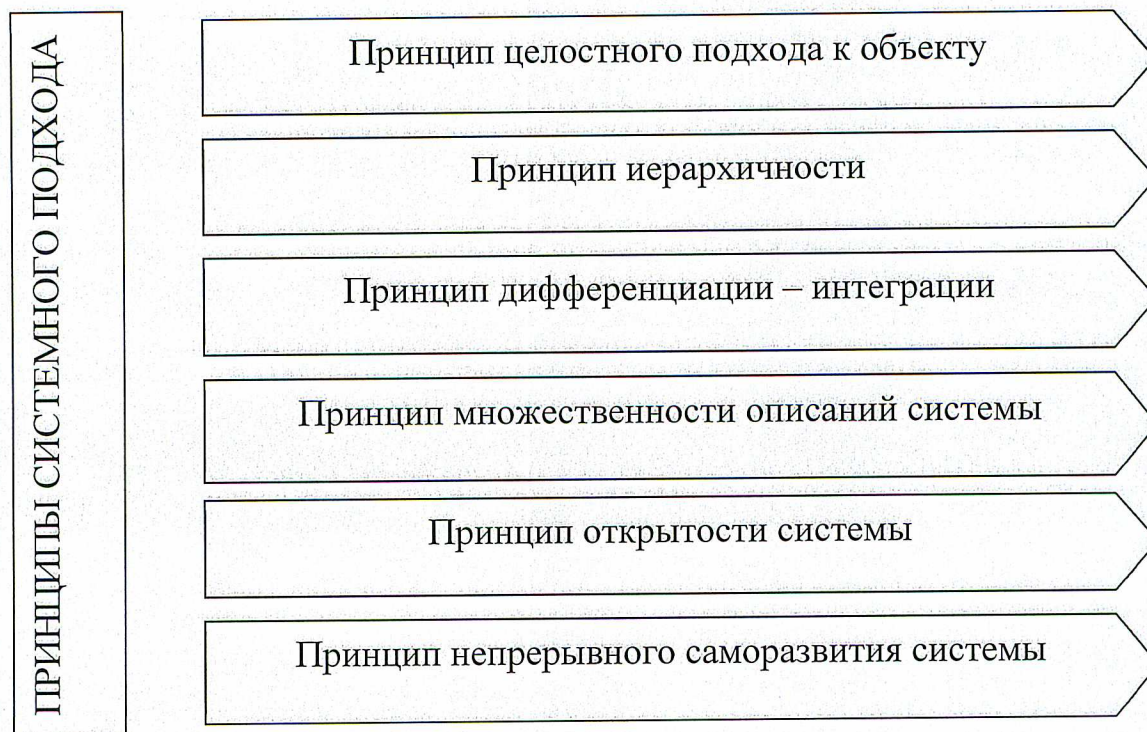 ПРИНЦИПЫ СИСТЕМНОГО ПОДХОДА
Принцип целостного подхода к объекту
Принцип иерархичности
Принцип дифференциации – интеграции
Принцип множественности описаний системы
Принцип открытости системы
Принцип непрерывного саморазвития системы